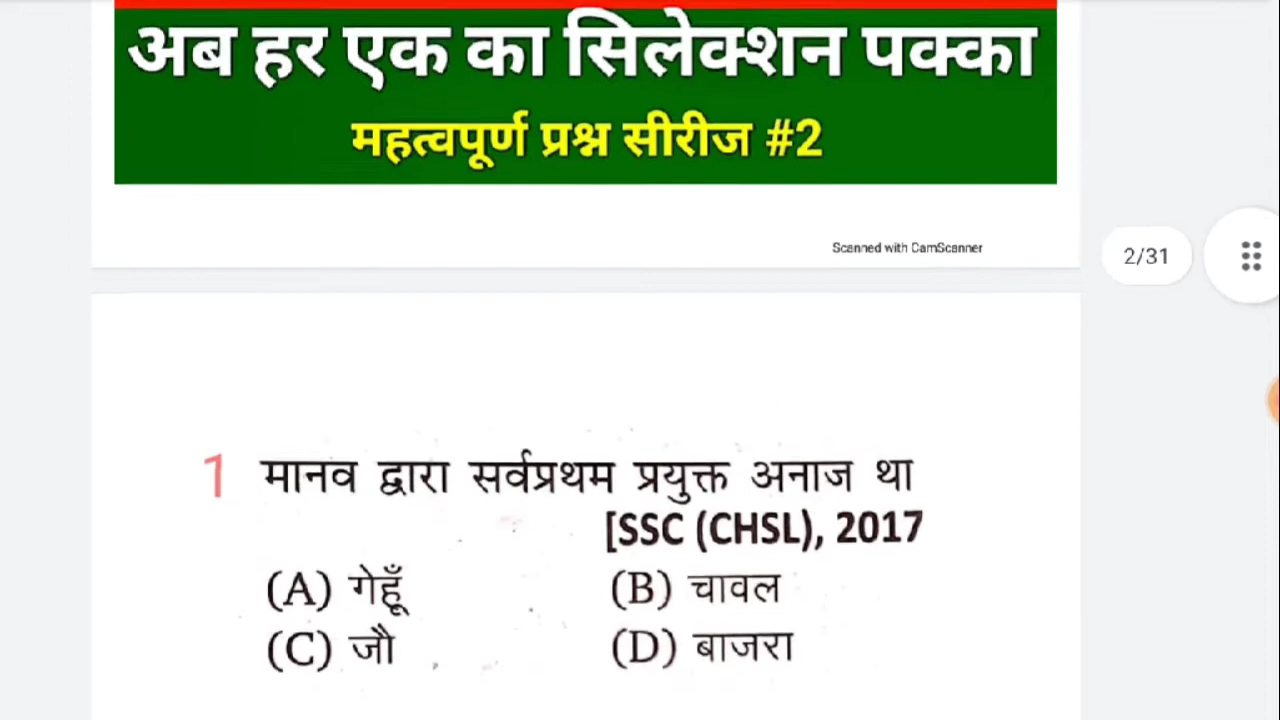 अब हर एक का सिलेक्शन पक्का
महत्वपूर्ण प्रश्न सीरीज #2
Scanned with CamScanner
2/31
1 मानव द्वारा सर्वप्रथम प्रयुक्त अनाज था
[SSC (CHSL), 2017
(A) गेहूँ (B) चावल
(C) जौ (D) बाजरा